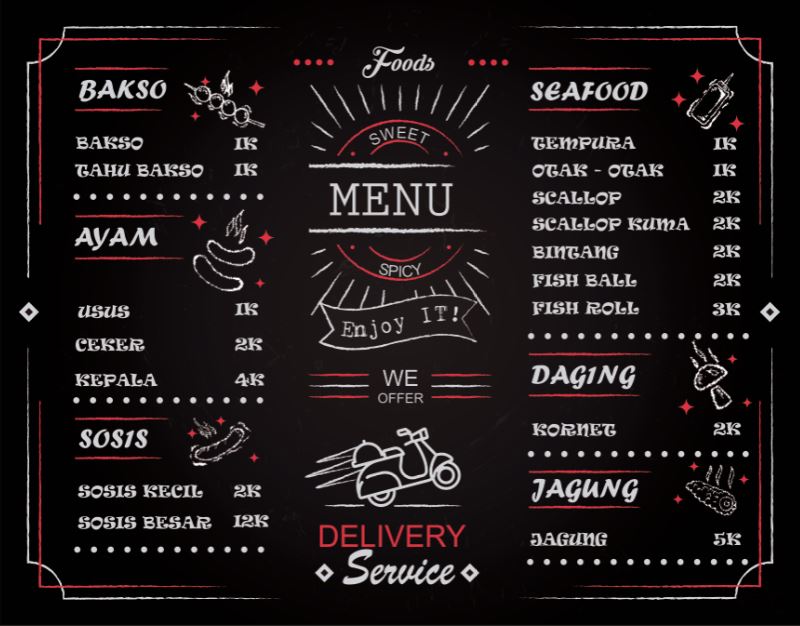 BAKSO
BAKSO 1K
TAHU BAKSO 1K
AYAM
USUS 1K
CEKER 2K
KEPALA 4K
SOSIS
SOSIS KECIL 2K
SOSIS BESAR 12K
Foods
SWEET
MENU
SPICY
Enjoy IT!
WE
OFFER
DELIVERY
Service
SEAFOOD
TEMPURA 1K
OTAK - OTAK 1K
SCALLOP 2K
SCALLOP KUMA 2K
BINTANG 2K
FISH BALL 2K
FISH ROLL 3K
DAGING
KORNET 2K
JAGUNG
JAGUNG 5K